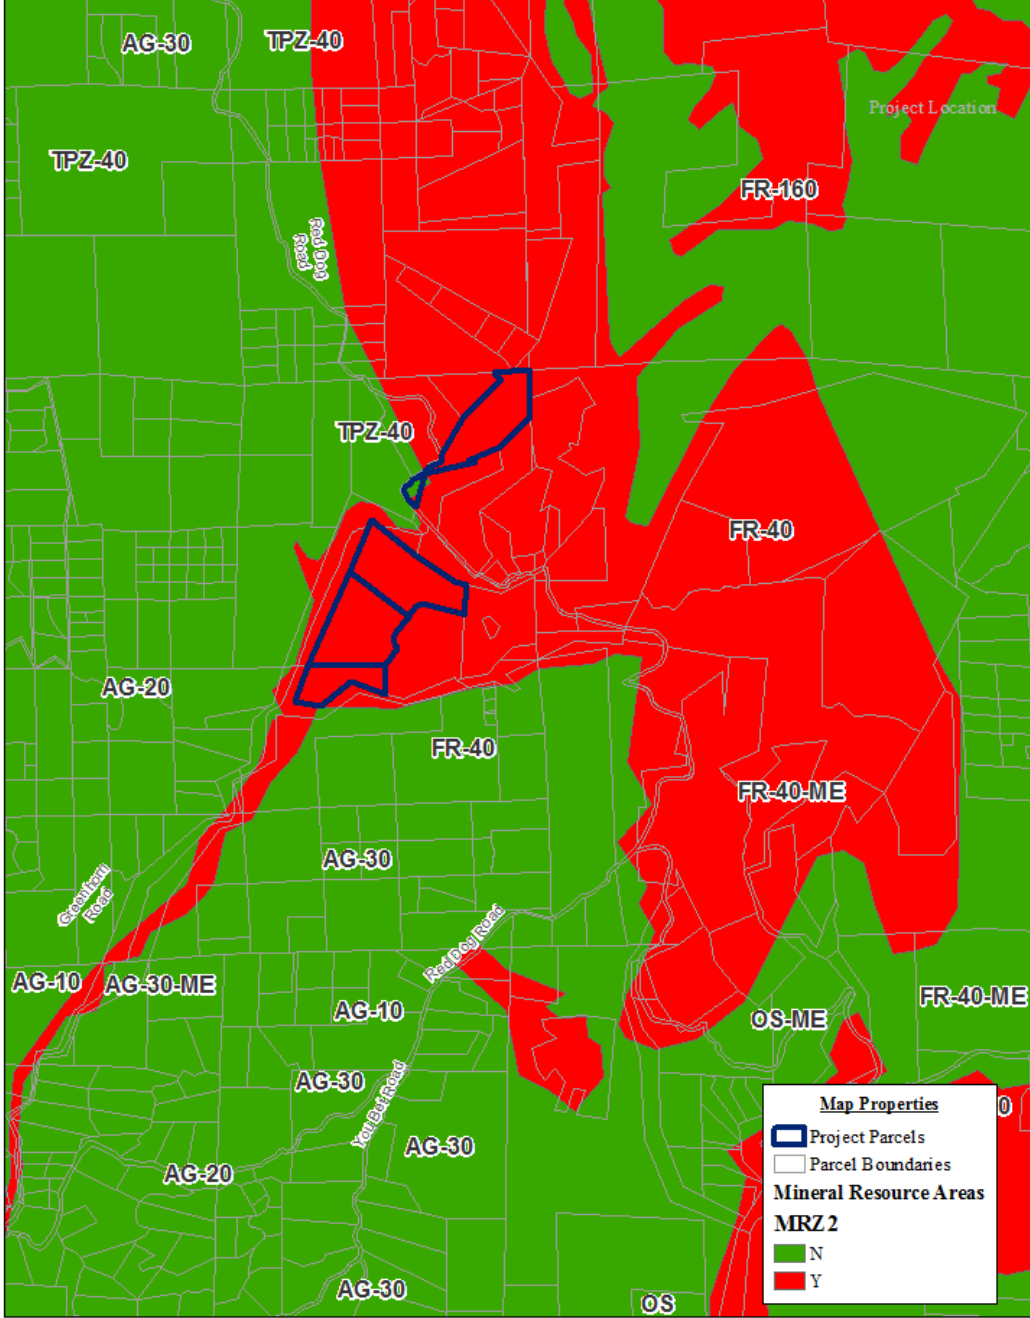 AG-30
TPZ-40
Project Location
TPZ-40
FR-160
Red Dog
Road
TPZ-40
FR-40
AG-20
FR-40
FR-40-ME
AG-30
Greenhorn
Road
Red Dog Road
AG-10
AG-30-ME
AG-10
FR-40-ME
OS-ME
AG-30
You Bet Road
AG-30
AG-20
AG-30
OS
0
Map Properties
Project Parcels
Parcel Boundaries
Mineral Resource Areas
MRZ 2
N
Y